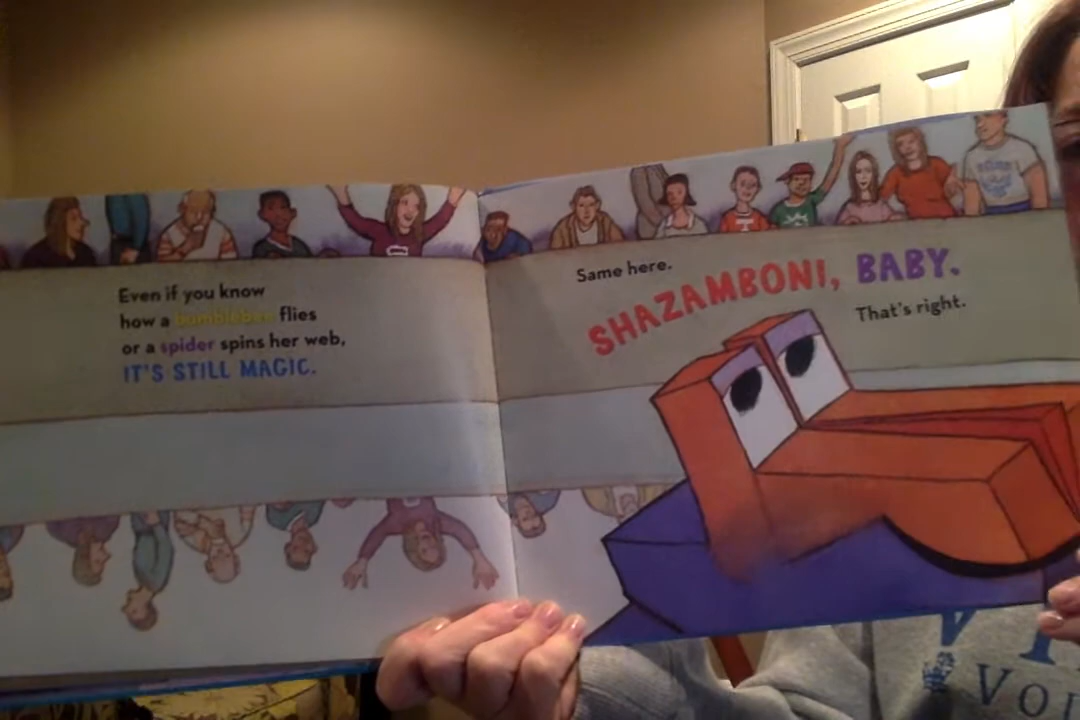 Even if you know
how a bumblebee flies
or a spider spins her web,
IT'S STILL MAGIC.
Same here.
SHAZAMBONI, BABY.
That's right.
VOL